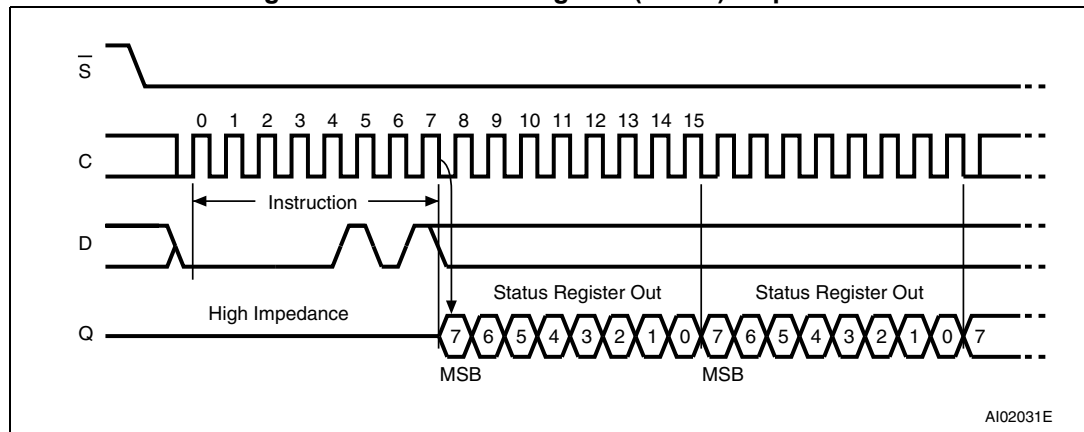 S
0 1 2 3 4 5 6 7 8 9 10 11 12 13 14 15
C
Instruction
D
Status Register Out Status Register Out
High Impedance
Q 7 6 5 4 3 2 1 0 7 6 5 4 3 2 1 0 7
MSB MSB
AI02031E